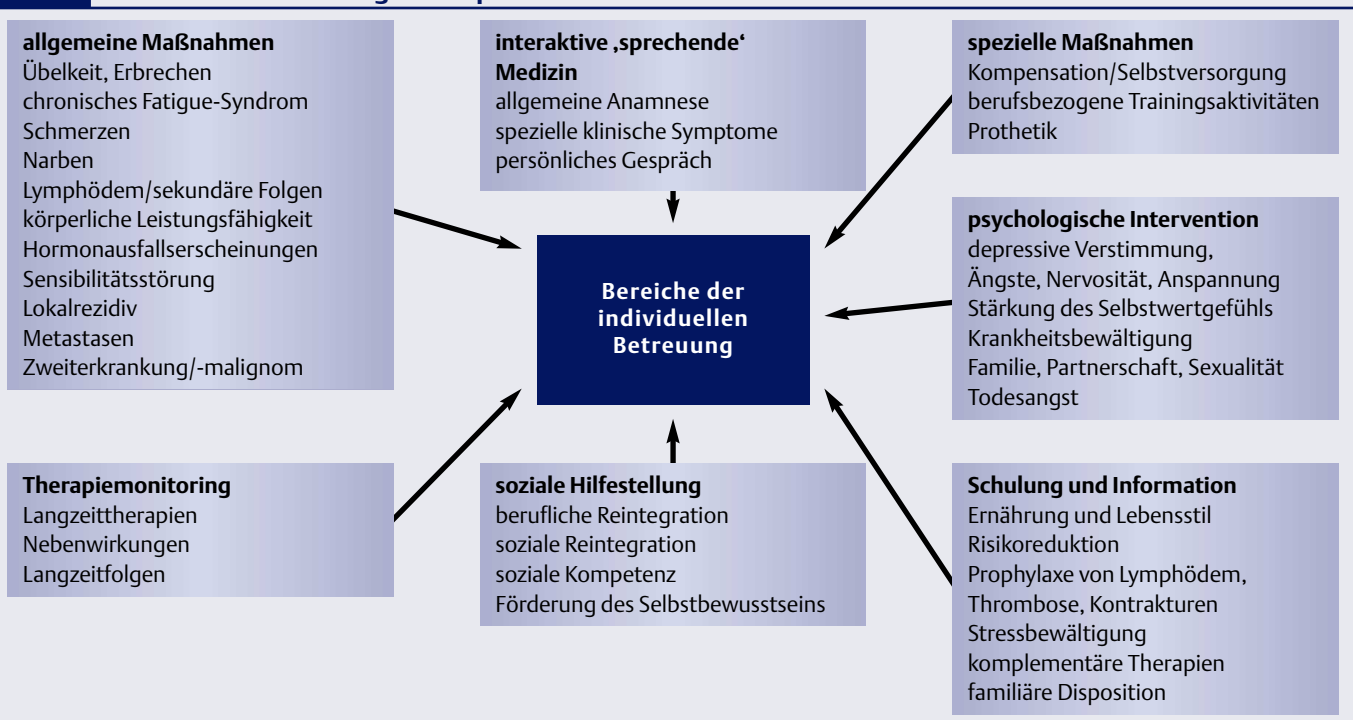 allgemeine Maßnahmen
Übelkeit, Erbrechen
chronisches Fatigue-Syndrom
Schmerzen
Narben
Lymphödem/sekundäre Folgen
körperliche Leistungsfähigkeit
Hormonausfallserscheinungen
Sensibilitätsstörung
Lokalrezidiv
Metastasen
Zweiterkrankung/-malignom
interaktive ‚sprechende‘
Medizin
allgemeine Anamnese
spezielle klinische Symptome
persönliches Gespräch
spezielle Maßnahmen
Kompensation/Selbstversorgung
berufsbezogene Trainingsaktivitäten
Prothetik
Bereiche der
individuellen
Betreuung
psychologische Intervention
depressive Verstimmung,
Ängste, Nervosität, Anspannung
Stärkung des Selbstwertgefühls
Krankheitsbewältigung
Familie, Partnerschaft, Sexualität
Todesangst
Therapiemonitoring
Langzeittherapien
Nebenwirkungen
Langzeitfolgen
soziale Hilfestellung
berufliche Reintegration
soziale Reintegration
soziale Kompetenz
Förderung des Selbstbewusstseins
Schulung und Information
Ernährung und Lebensstil
Risikoreduktion
Prophylaxe von Lymphödem,
Thrombose, Kontrakturen
Stressbewältigung
komplementäre Therapien
familiäre Disposition